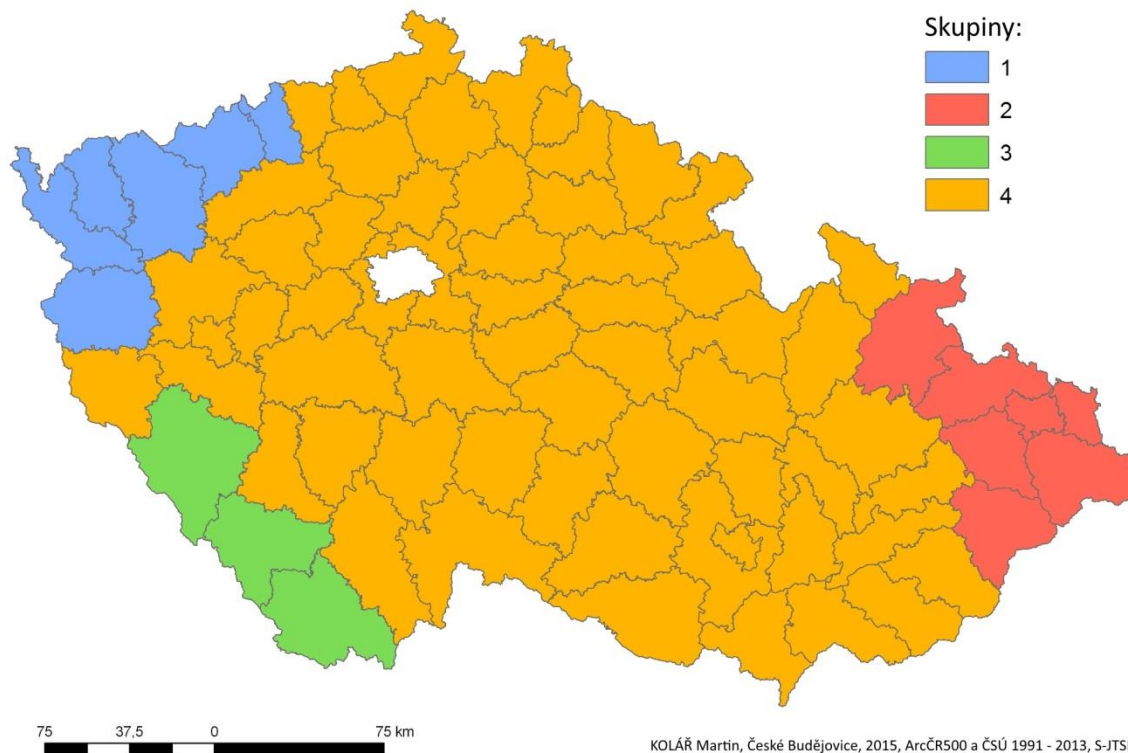 Skupiny:
1
2
3
4
75 37,5 0 75 km
KOLÁŘ Martin, České Budějovice, 2015, ArcČR500 a ČSÚ 1991 - 2013, S-JTS